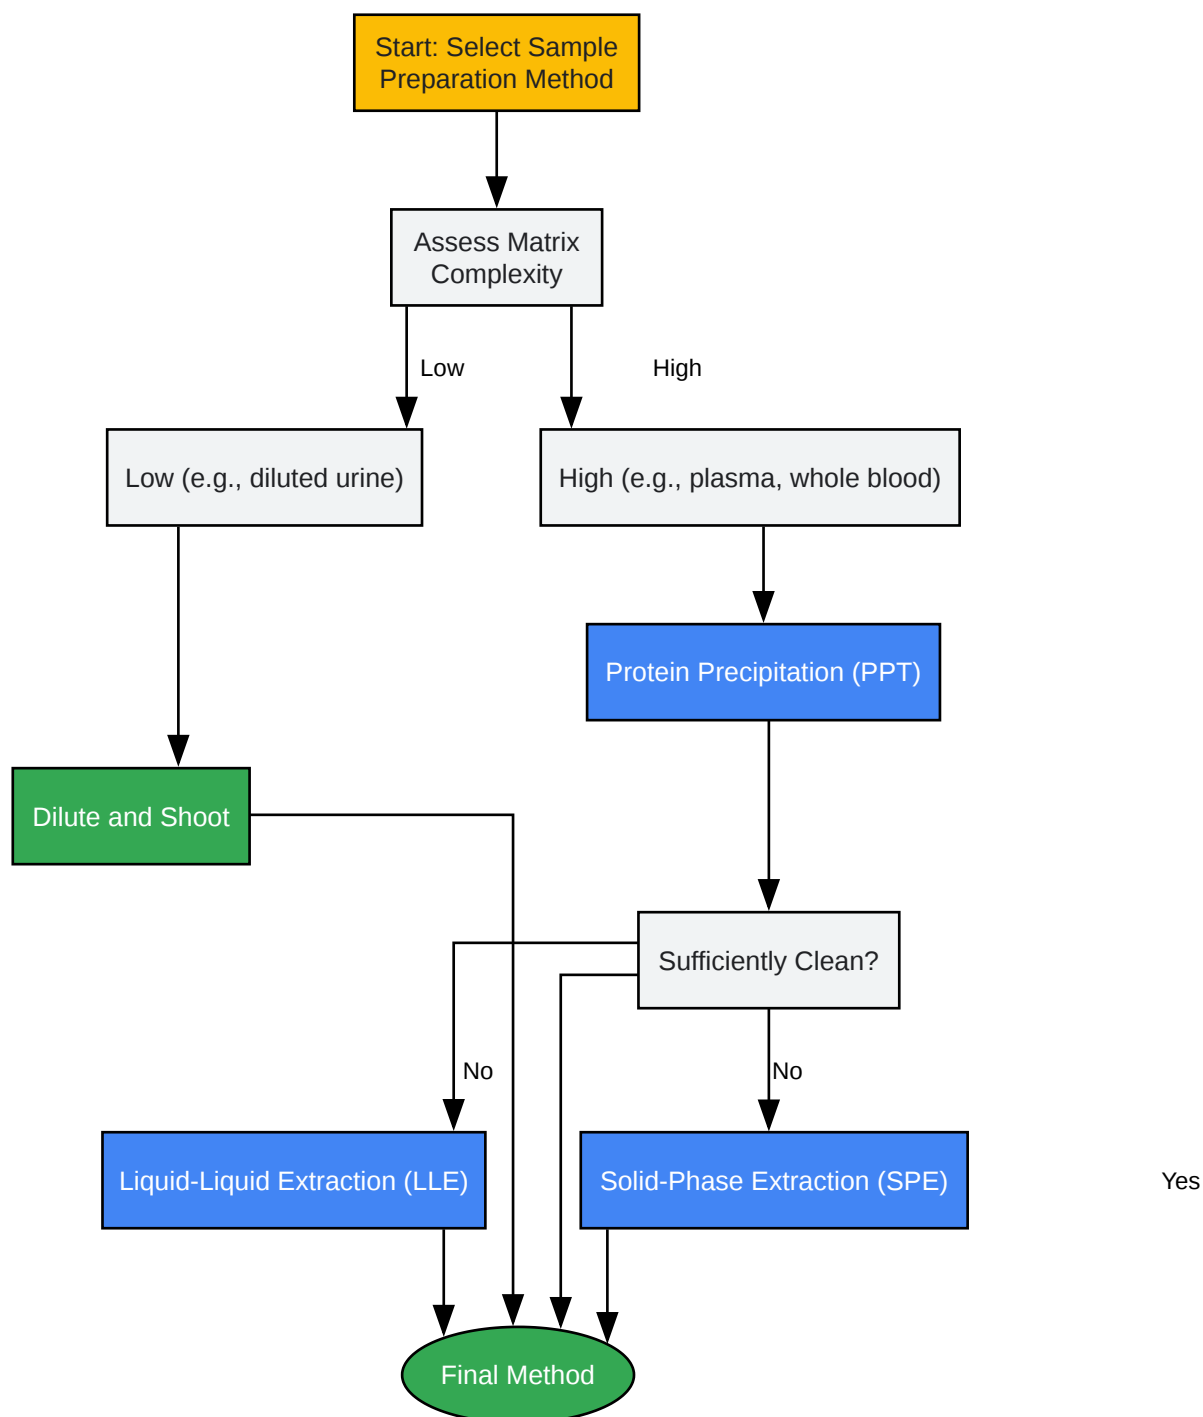 Start: Select Sample
Preparation Method
Assess Matrix
Complexity
Low
High
Low (e.g., diluted urine)
High (e.g., plasma, whole blood)
Protein Precipitation (PPT)
Dilute and Shoot
Sufficiently Clean?
No
No
Liquid-Liquid Extraction (LLE)
Solid-Phase Extraction (SPE)
Yes
Final Method